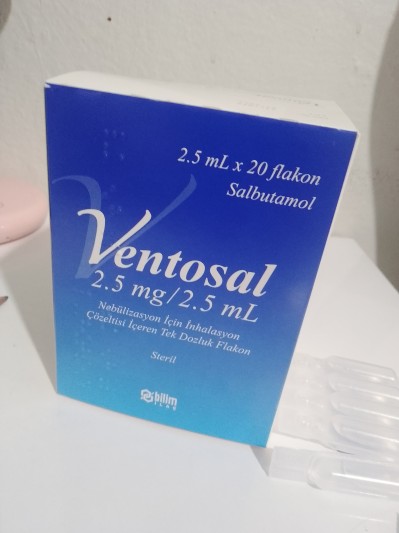 2.5 mL x 20 flakon
Salbutamol
Ventosal
2.5 mg/2.5 mL
Nebülizasyon İçin İnhalasyon
Çözeltisi İçeren Tek Dozluk Flakon
Steril
bilim
İLAÇ